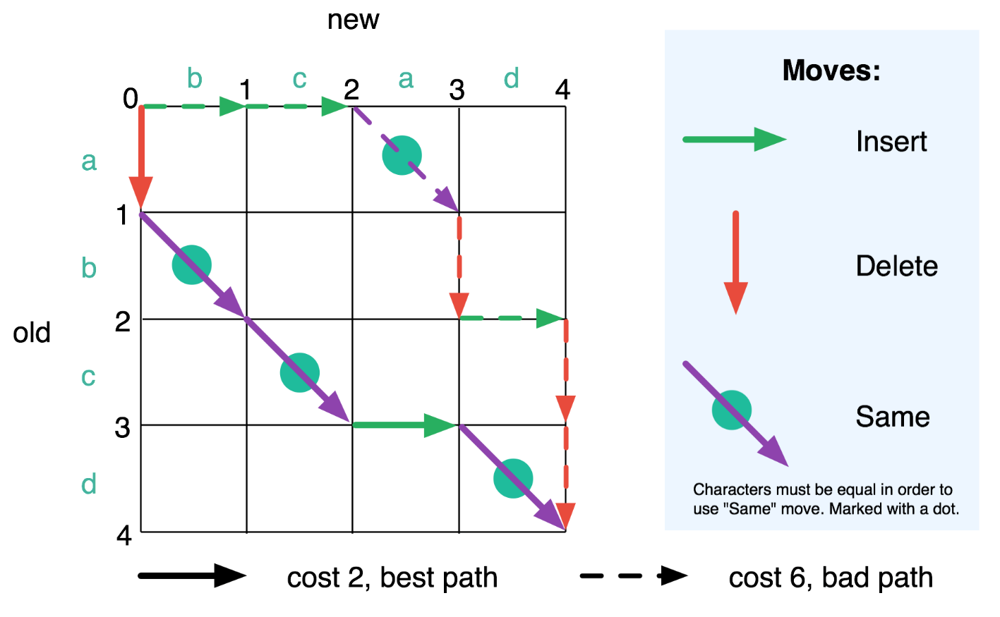 new
b c a d
0 1 2 3 4
a
1
b
2
old
c
3
d
4
Moves:
Insert
Delete
Same
Characters must be equal in order to
use "Same" move. Marked with a dot.
cost 2, best path
cost 6, bad path